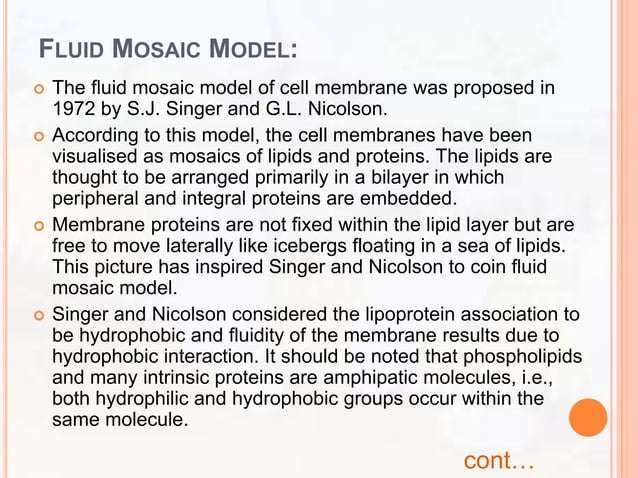 FLUID MOSAIC MODEL:
The fluid mosaic model of cell membrane was proposed in
1972 by S.J. Singer and G.L. Nicolson.
According to this model, the cell membranes have been
visualised as mosaics of lipids and proteins. The lipids are
thought to be arranged primarily in a bilayer in which
peripheral and integral proteins are embedded.
Membrane proteins are not fixed within the lipid layer but are
free to move laterally like icebergs floating in a sea of lipids.
This picture has inspired Singer and Nicolson to coin fluid
mosaic model.
Singer and Nicolson considered the lipoprotein association to
be hydrophobic and fluidity of the membrane results due to
hydrophobic interaction. It should be noted that phospholipids
and many intrinsic proteins are amphipatic molecules, i.e.,
both hydrophilic and hydrophobic groups occur within the
same molecule.
cont…